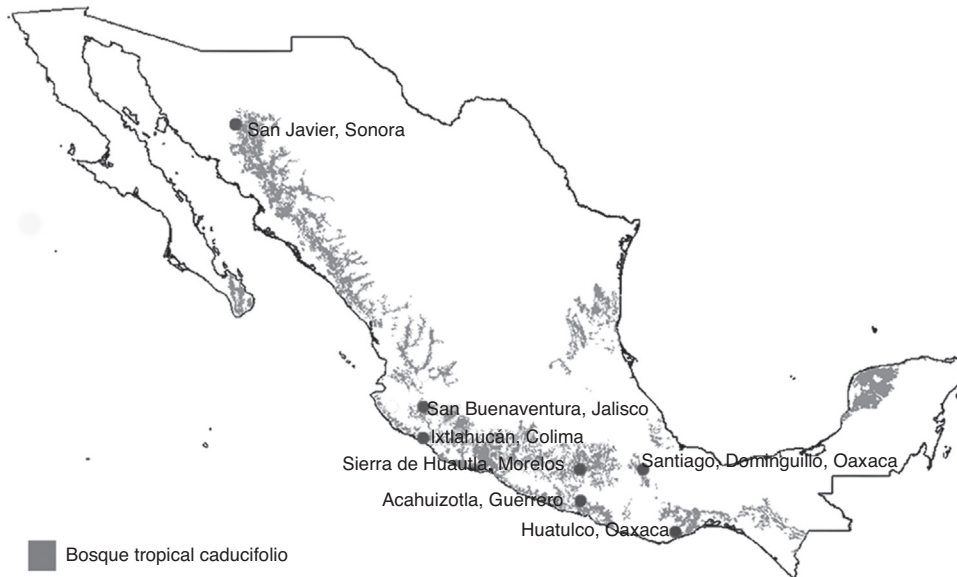 San Javier, Sonora
San Buenaventura, Jalisco
Ixtlahucán, Colima
Sierra de Huautla, Morelos
Santiago, Dominguillo, Oaxaca
Acahuizotla, Guerrero
Huatulco, Oaxaca
Bosque tropical caducifolio